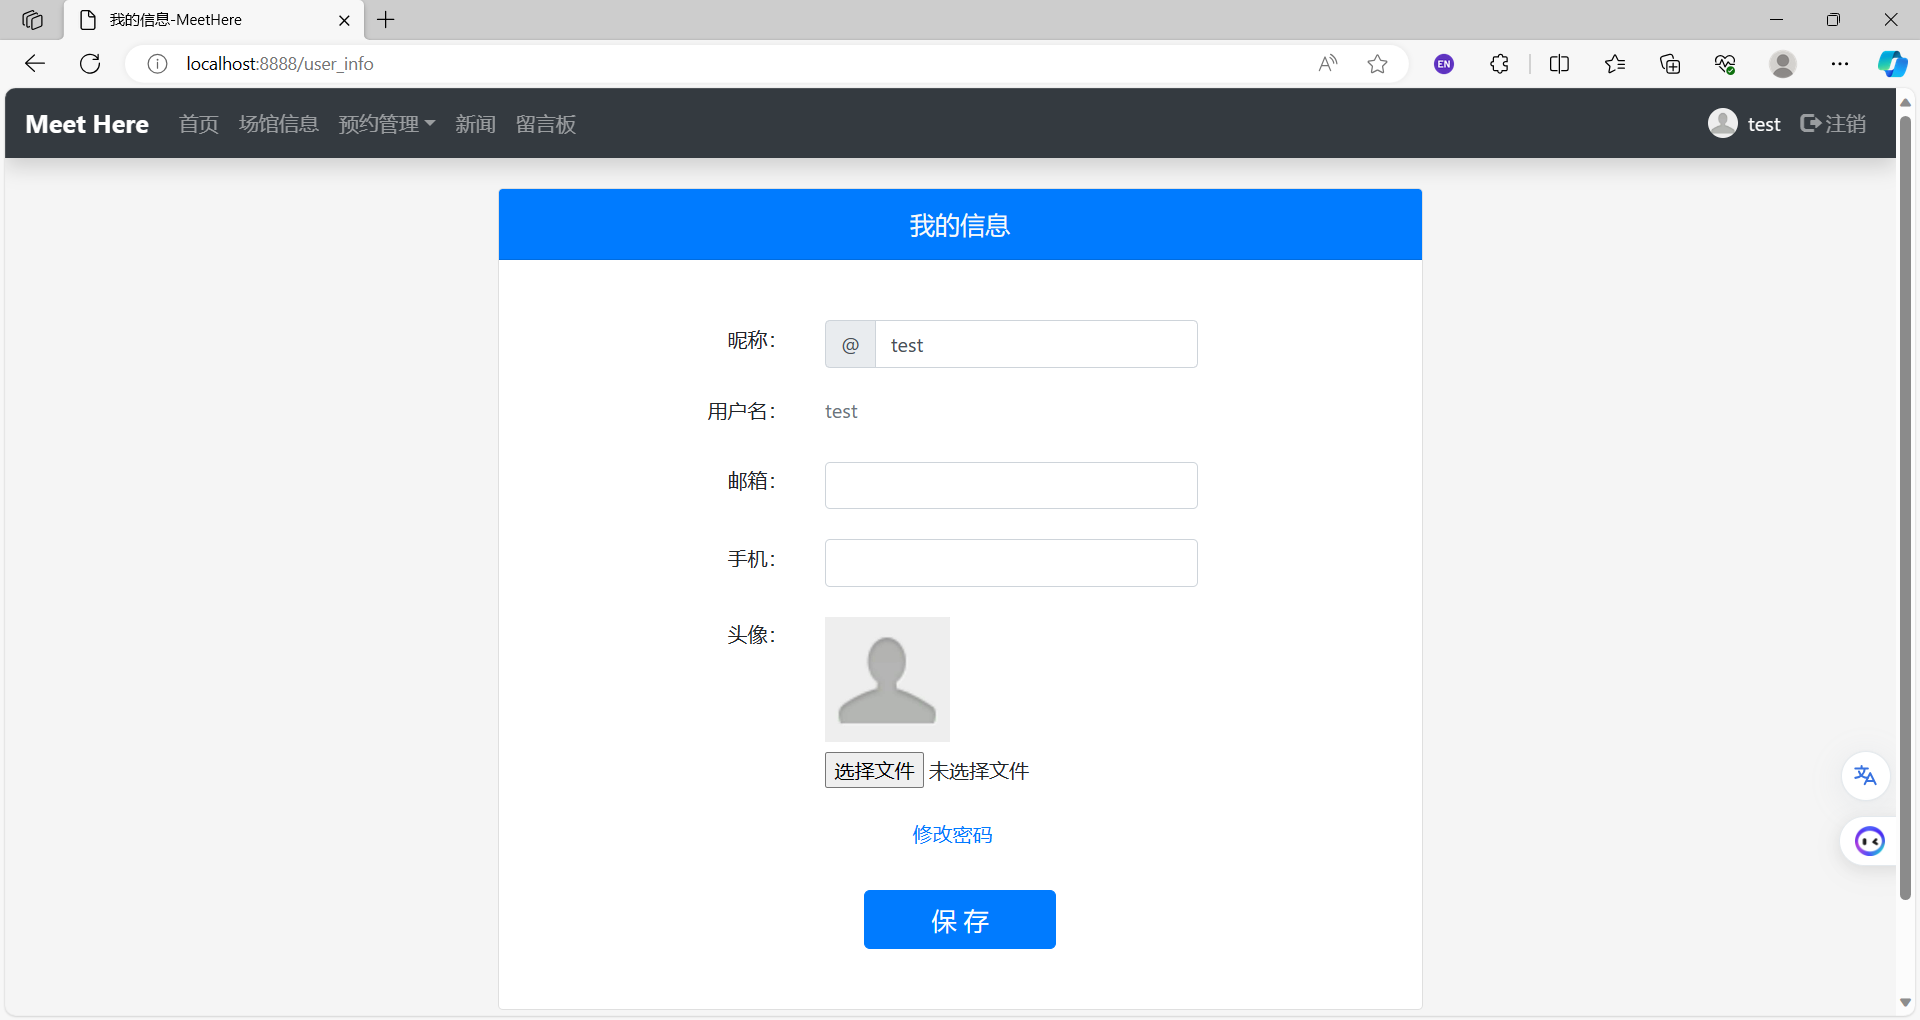 我的信息-MeetHere
localhost:8888/user_info
A
EN
Meet Here 首页 场馆信息 预约管理 新闻 留言板 test 注销
我的信息
昵称： @ test
用户名： test
邮箱：
手机：
头像：
选择文件 未选择文件
修改密码
保 存